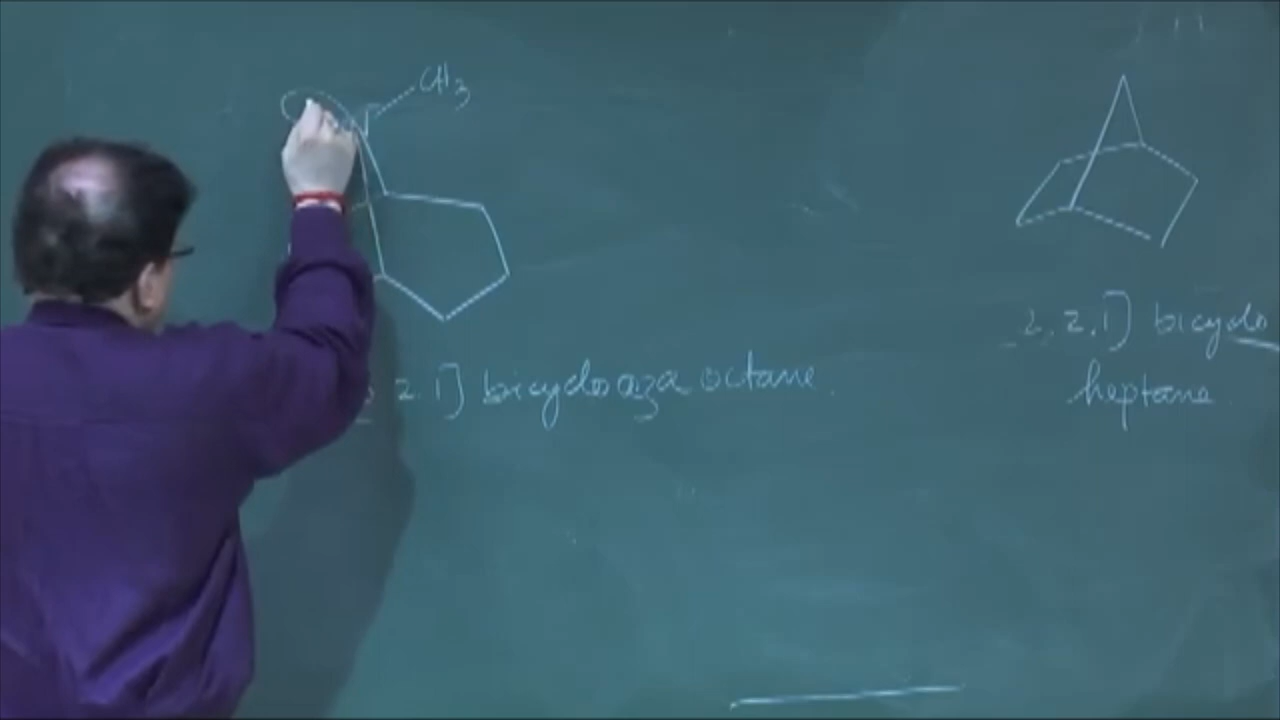 CH3
2.1] bicyclo aza octane.
2,2,1] bicyclo
heptane